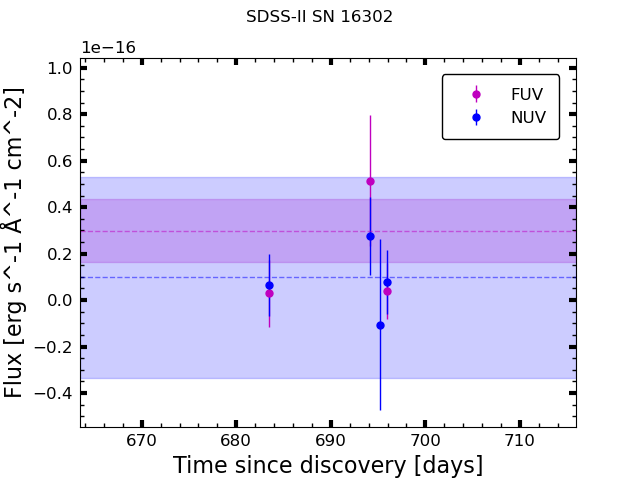 SDSS-II SN 16302
1e−16
1.0
0.8
0.6
0.4
0.2
0.0
−0.2
−0.4
Flux [erg s^-1 Å^-1 cm^-2]
FUV
NUV
670 680 690 700 710
Time since discovery [days]